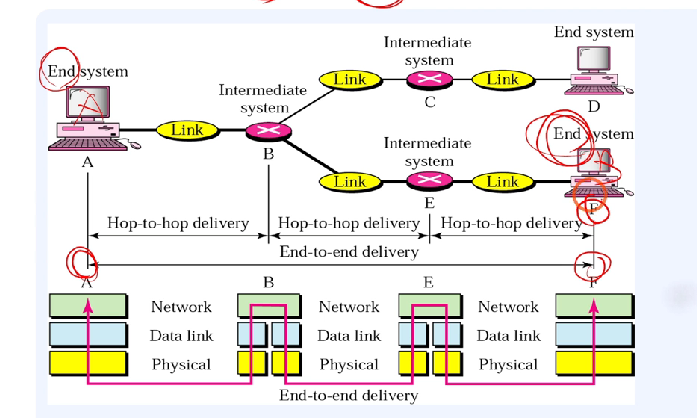 End system
Intermediate
system
End system
Link
Link
Intermediate
system
C
D
Link
A
B
Intermediate
system
End system
Link
Link
E
F
Hop-to-hop delivery
Hop-to-hop delivery
Hop-to-hop delivery
End-to-end delivery
A
B
E
F
Network
Network
Network
Data link
Data link
Data link
Physical
Physical
Physical
End-to-end delivery